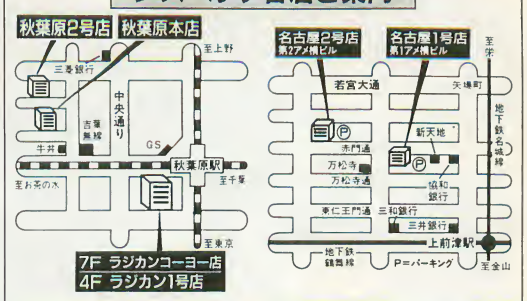 秋葉原2号店
秋葉原本店
至上野
三菱銀行
中央通り
吉葉無線
牛丼
GS
秋葉原駅
至お茶の水
至千葉
至東京
7F ラジカンコーヨー店
4F ラジカン1号店
名古屋2号店
第2アメ横ビル
名古屋1号店
第1アメ横ビル
至栄
若宮大通
矢場町
地下鉄名城線
P
新天地
赤門通
P
万松寺
万松寺通
協和銀行
東仁王門通
三和銀行
三井銀行
上前津駅
地下鉄鶴舞線
P=パーキング
至金山